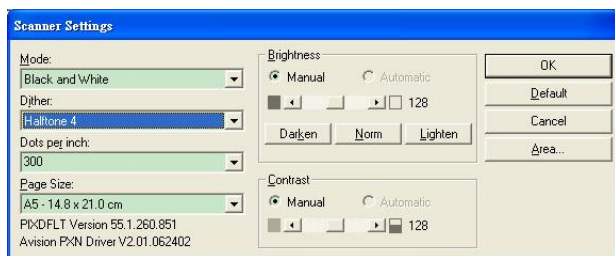 Scanner Settings
Mode:
Black and White
Dither:
Halftone 4
Dots per inch:
300
Page Size:
A5 - 14.8 x 21.0 cm
PIXDFLT Version 55.1.260.851
Avision PXN Driver V2.01.062402
Brightness
Manual Automatic
128
Darken Norm Lighten
Contrast
Manual Automatic
128
OK
Default
Cancel
Area...